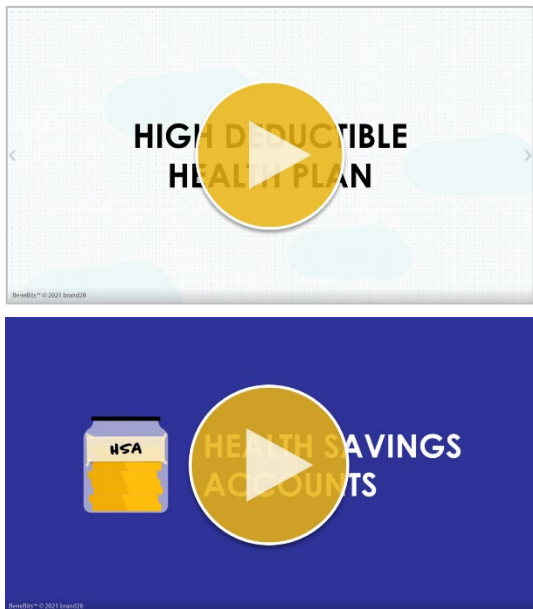 HIGH DEDUCTIBLE
HEALTH PLAN
BeneBits™ © 2021 brand28
HSA
HEALTH SAVINGS
ACCOUNTS
BeneBits™ © 2021 brand28